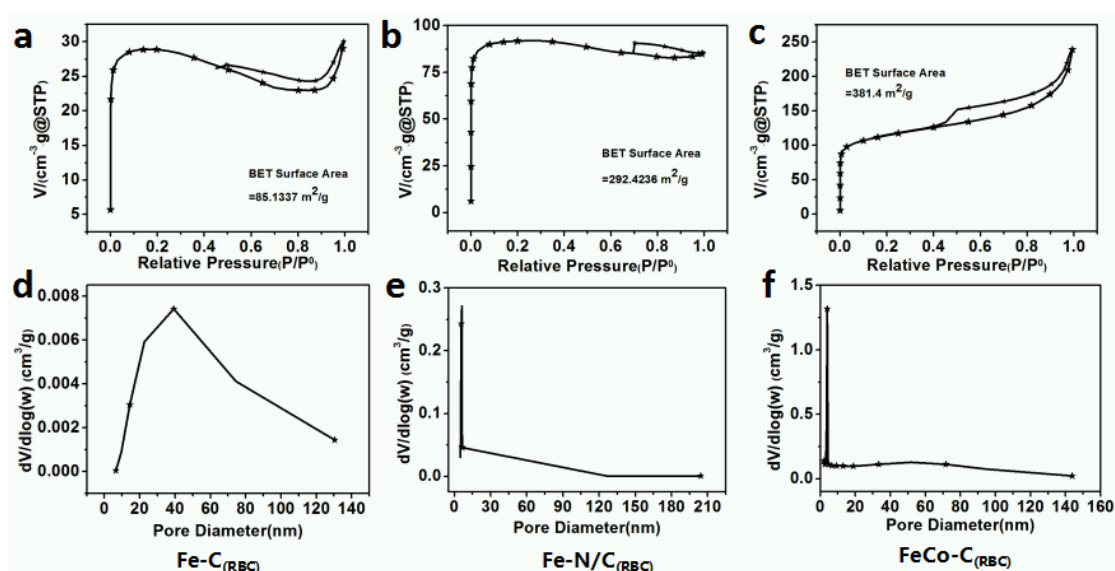 a
30
25
20
15
10
5
V/(cm⁻³·g@STP)
BET Surface Area
=85.1337 m²/g
0.0 0.2 0.4 0.6 0.8 1.0
Relative Pressure(P/P⁰)
b
100
75
50
25
0
V/(cm⁻³·g@STP)
BET Surface Area
=292.4236 m²/g
0.0 0.2 0.4 0.6 0.8 1.0
Relative Pressure(P/P⁰)
c
250
200
150
100
50
0
V/(cm⁻³·g@STP)
BET Surface Area
=381.4 m²/g
0.0 0.2 0.4 0.6 0.8 1.0
Relative Pressure(P/P⁰)
d
0.008
0.006
0.004
0.002
0.000
dV/dlog(w) (cm³/g)
0 20 40 60 80 100 120 140
Pore Diameter(nm)
Fe-C(RBC)
e
0.3
0.2
0.1
0.0
dV/dlog(w) (cm³/g)
0 30 60 90 120 150 180 210
Pore Diameter(nm)
Fe-N/C(RBC)
f
1.5
1.0
0.5
0.0
dV/dlog(w) (cm³/g)
0 20 40 60 80 100 120 140 160
Pore Diameter(nm)
FeCo-C(RBC)